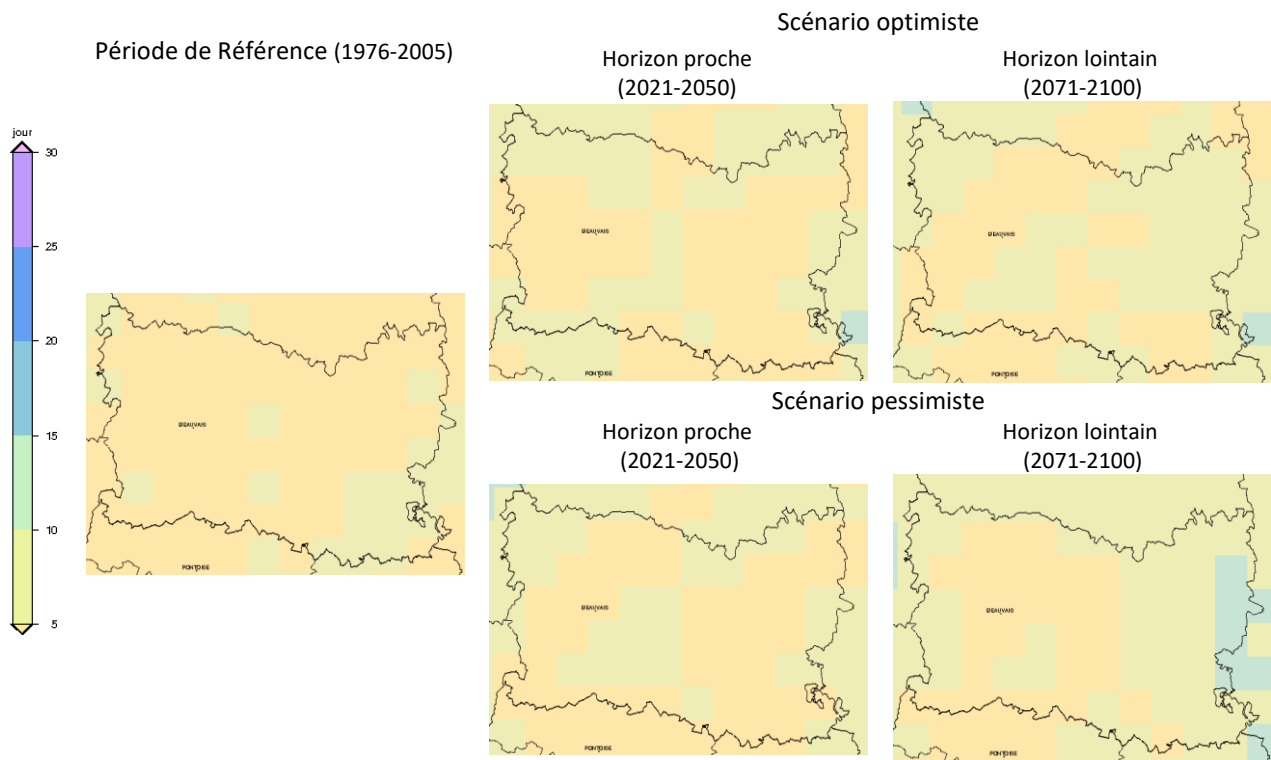 Scénario optimiste
Période de Référence (1976-2005)
Horizon proche
(2021-2050)
Horizon lointain
(2071-2100)
jour
30
25
20
15
10
5
BEAUVAIS
PONTOISE
BEAUVAIS
PONTOISE
BEAUVAIS
PONTOISE
Scénario pessimiste
Horizon proche
(2021-2050)
Horizon lointain
(2071-2100)
BEAUVAIS
PONTOISE
BEAUVAIS
PONTOISE